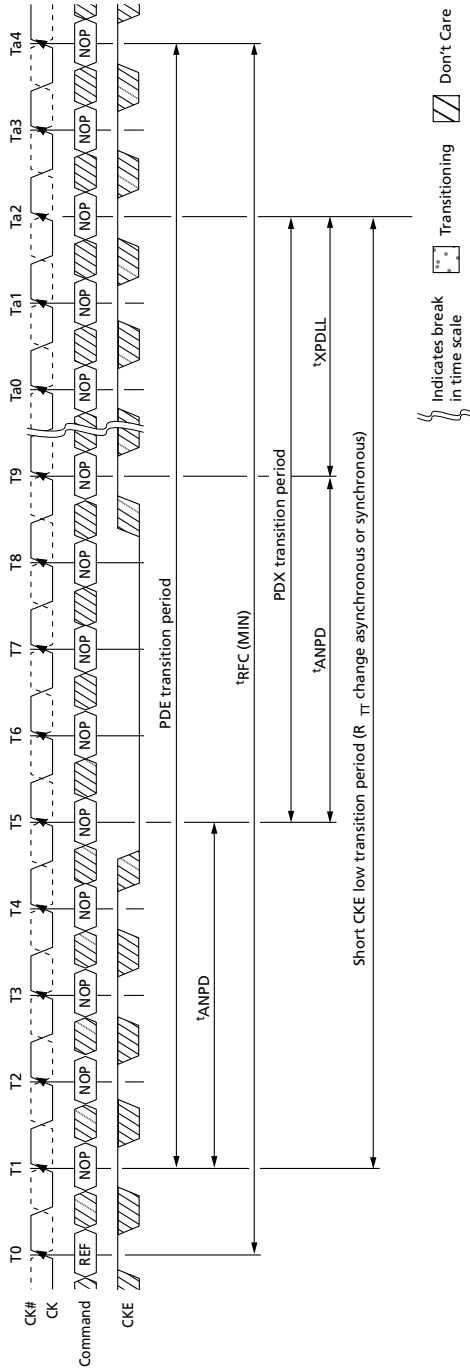 T0 T1 T2 T3 T4 T5 T6 T7 T8 T9 Ta0 Ta1 Ta2 Ta3 Ta4
CK#
CK
Command REF NOP NOP NOP NOP NOP NOP NOP NOP NOP NOP NOP NOP NOP NOP
CKE
PDE transition period
tANPD
tRFC (MIN)
PDX transition period
tANPD
tXPDLL
Short CKE low transition period (R TT change asynchronous or synchronous)
Indicates break
in time scale
Transitioning
Don't Care